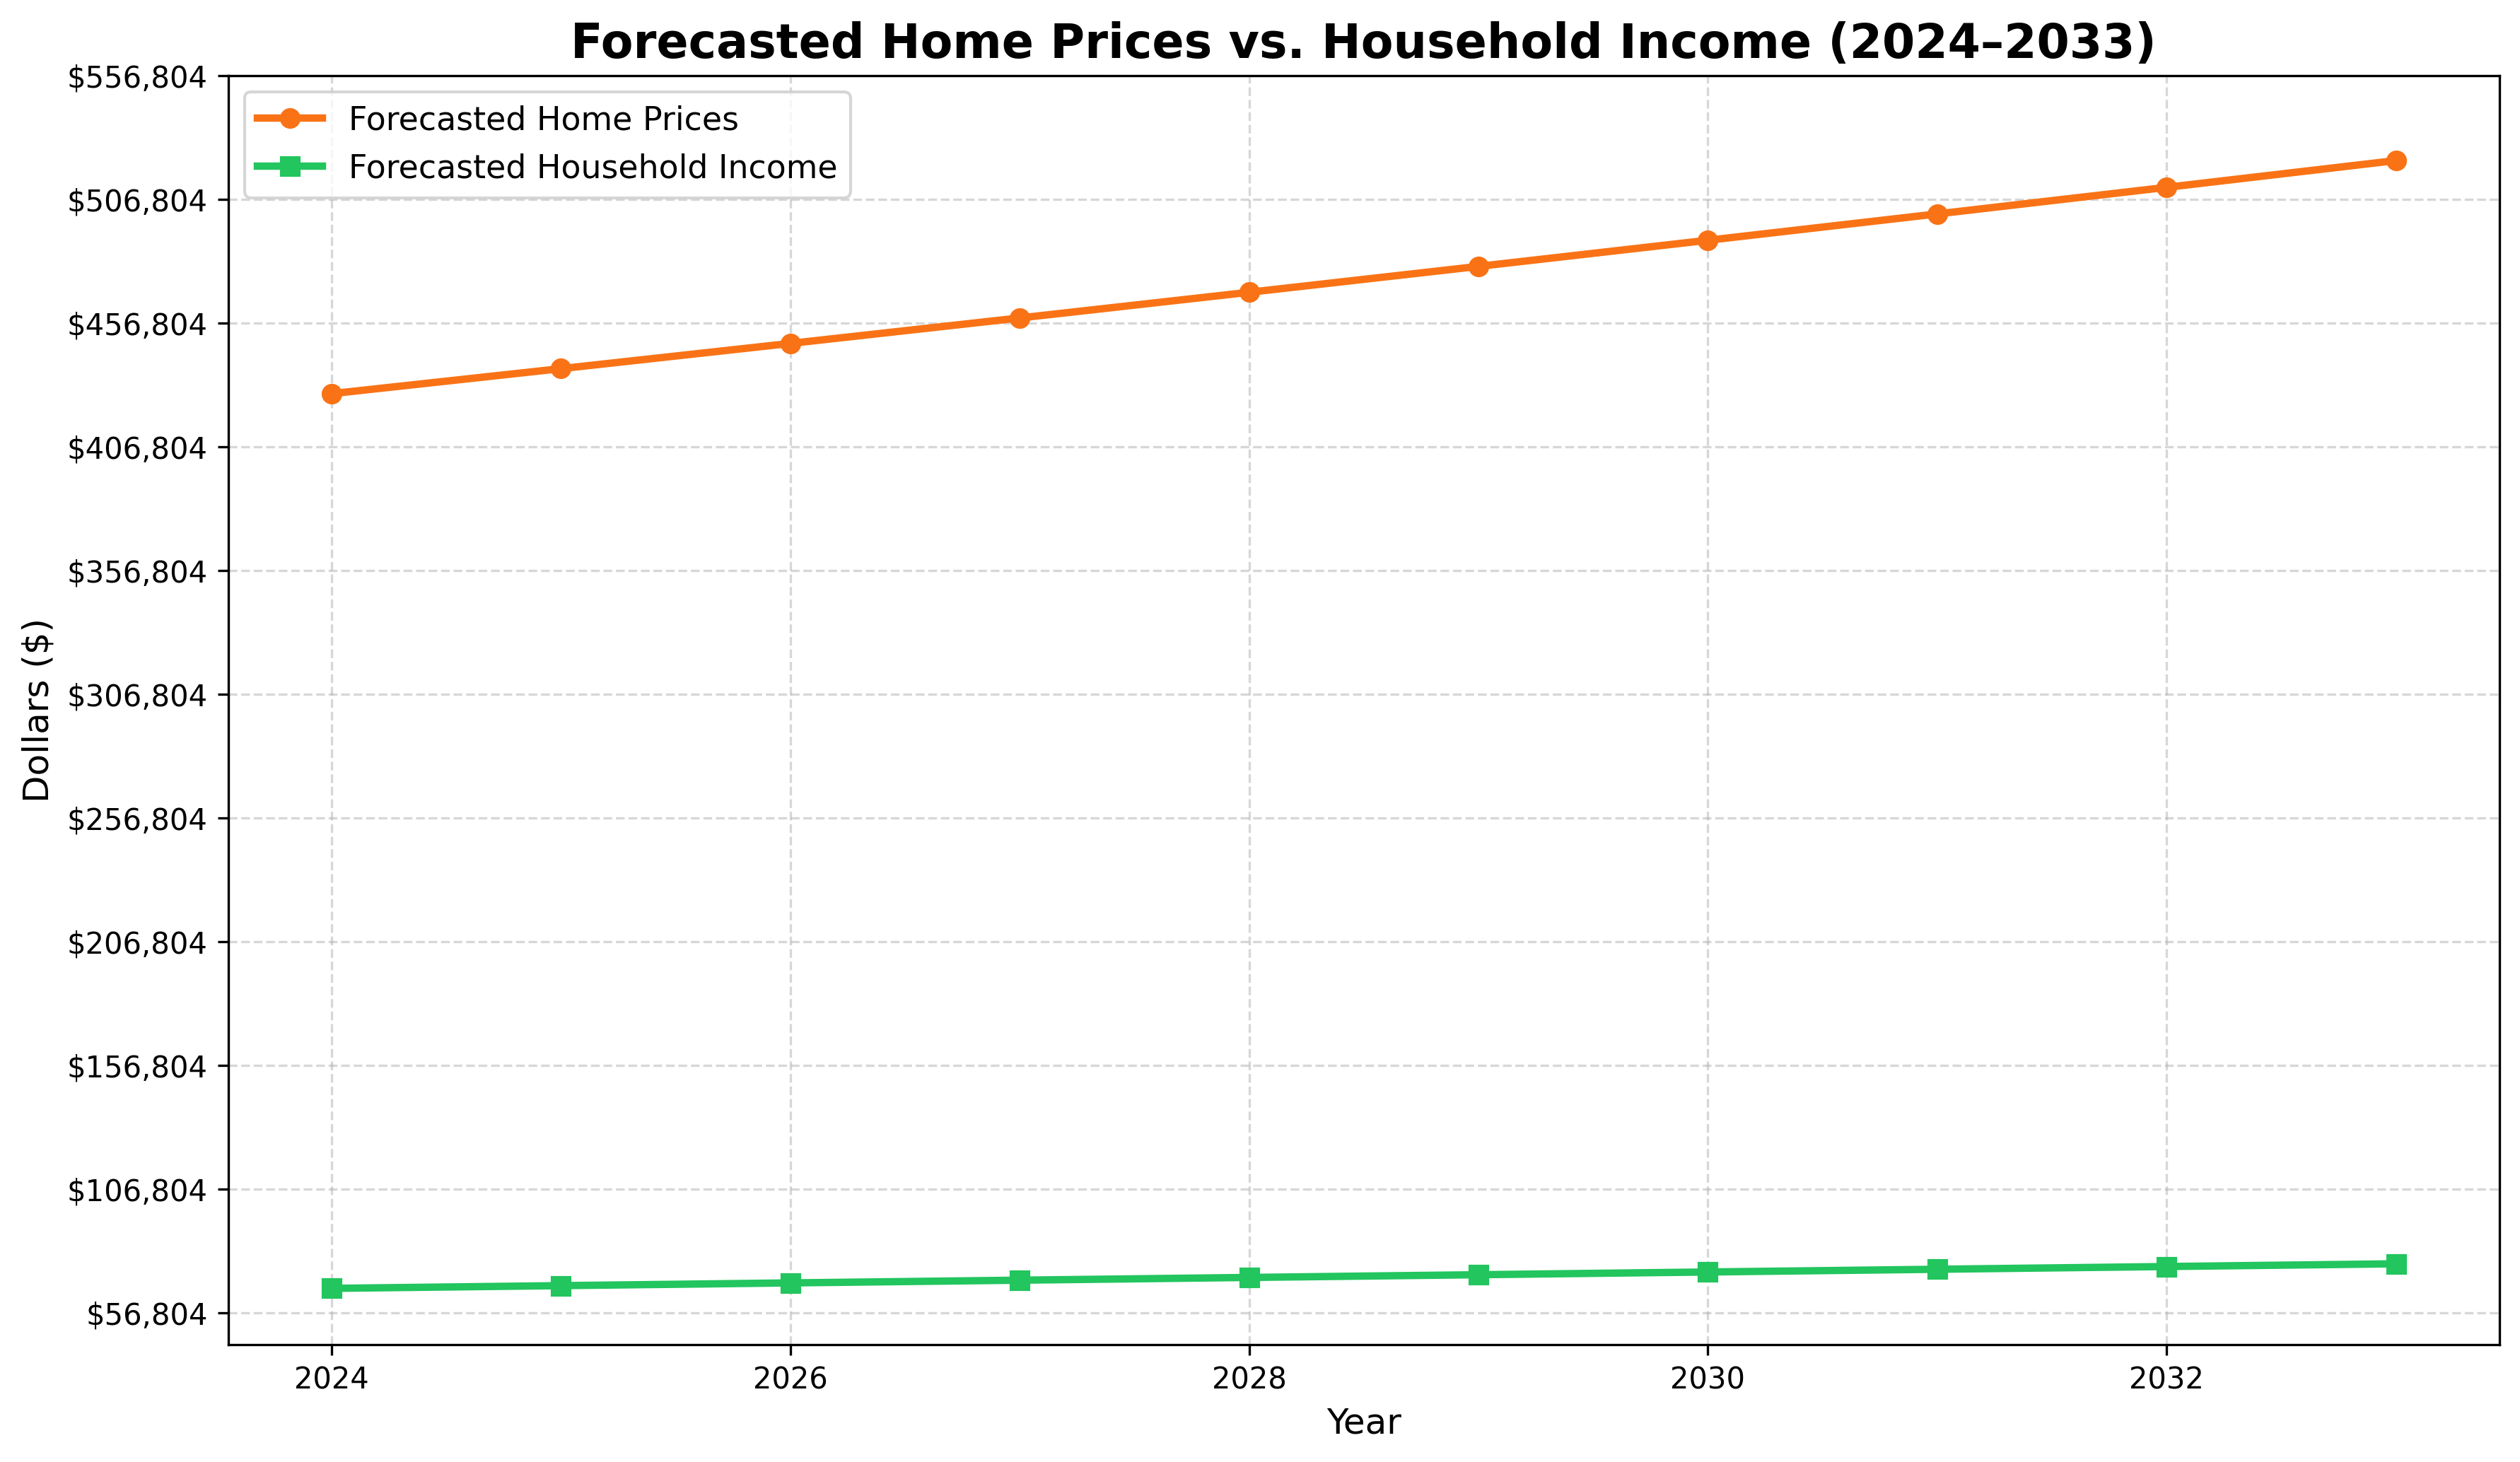 Forecasted Home Prices vs. Household Income (2024–2033)
Forecasted Home Prices
Forecasted Household Income
$556,804
$506,804
$456,804
$406,804
$356,804
$306,804
$256,804
$206,804
$156,804
$106,804
$56,804
Dollars ($)
2024 2026 2028 2030 2032
Year